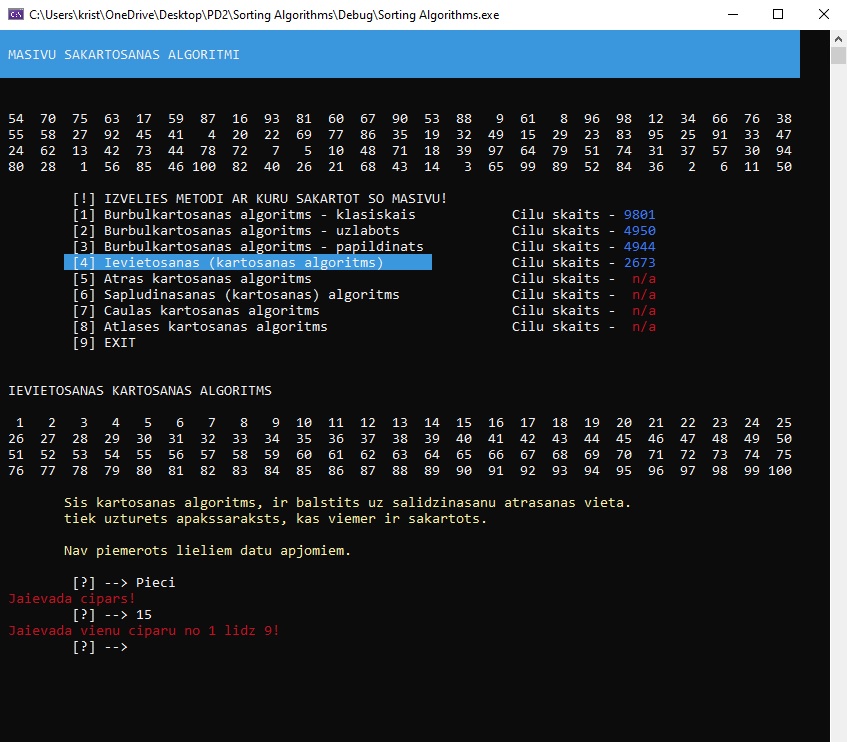 C:\Users\krist\OneDrive\Desktop\PD2\Sorting Algorithms\Debug\Sorting Algorithms.exe
MASIVU SAKARTOSANAS ALGORITMI
54 70 75 63 17 59 87 16 93 81 60 67 90 53 88 9 61 8 96 98 12 34 66 76 38
55 58 27 92 45 41 4 20 22 69 77 86 35 19 32 49 15 29 23 83 95 25 91 33 47
24 62 13 42 73 44 78 72 7 5 10 48 71 18 39 97 64 79 51 74 31 37 57 30 94
80 28 1 56 85 46 100 82 40 26 21 68 43 14 3 65 99 89 52 84 36 2 6 11 50
[!] IZVELIES METODI AR KURU SAKARTOT SO MASIVU!
[1] Burbulkartosanas algoritms - klasiskais Cilu skaits - 9801
[2] Burbulkartosanas algoritms - uzlabots Cilu skaits - 4950
[3] Burbulkartosanas algoritms - papildinats Cilu skaits - 4944
[4] Ievietosanas (kartosanas algoritms) Cilu skaits - 2673
[5] Atras kartosanas algoritms Cilu skaits - n/a
[6] Sapludinasanas (kartosanas) algoritms Cilu skaits - n/a
[7] Caulas kartosanas algoritms Cilu skaits - n/a
[8] Atlases kartosanas algoritms Cilu skaits - n/a
[9] EXIT
IEVIETOSANAS KARTOSANAS ALGORITMS
1 2 3 4 5 6 7 8 9 10 11 12 13 14 15 16 17 18 19 20 21 22 23 24 25
26 27 28 29 30 31 32 33 34 35 36 37 38 39 40 41 42 43 44 45 46 47 48 49 50
51 52 53 54 55 56 57 58 59 60 61 62 63 64 65 66 67 68 69 70 71 72 73 74 75
76 77 78 79 80 81 82 83 84 85 86 87 88 89 90 91 92 93 94 95 96 97 98 99 100
Sis kartosanas algoritms, ir balstits uz salidzinasanu atrasanas vieta.
tiek uzturets apakssaraksts, kas viemer ir sakartots.
Nav piemerots lieliem datu apjomiem.
[?] --> Pieci
Jaievada cipars!
[?] --> 15
Jaievada vienu ciparu no 1 lidz 9!
[?] -->